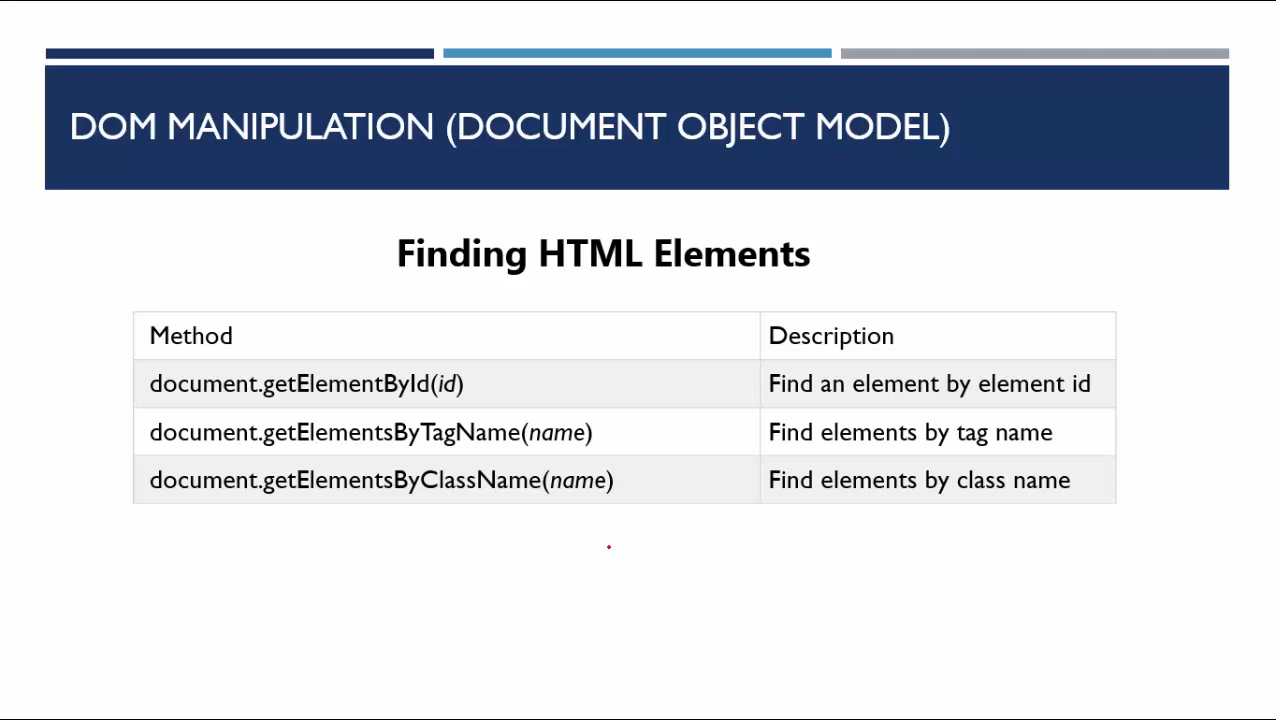 DOM MANIPULATION (DOCUMENT OBJECT MODEL)
Finding HTML Elements
Method Description
document.getElementById(id) Find an element by element id
document.getElementsByTagName(name) Find elements by tag name
document.getElementsByClassName(name) Find elements by class name